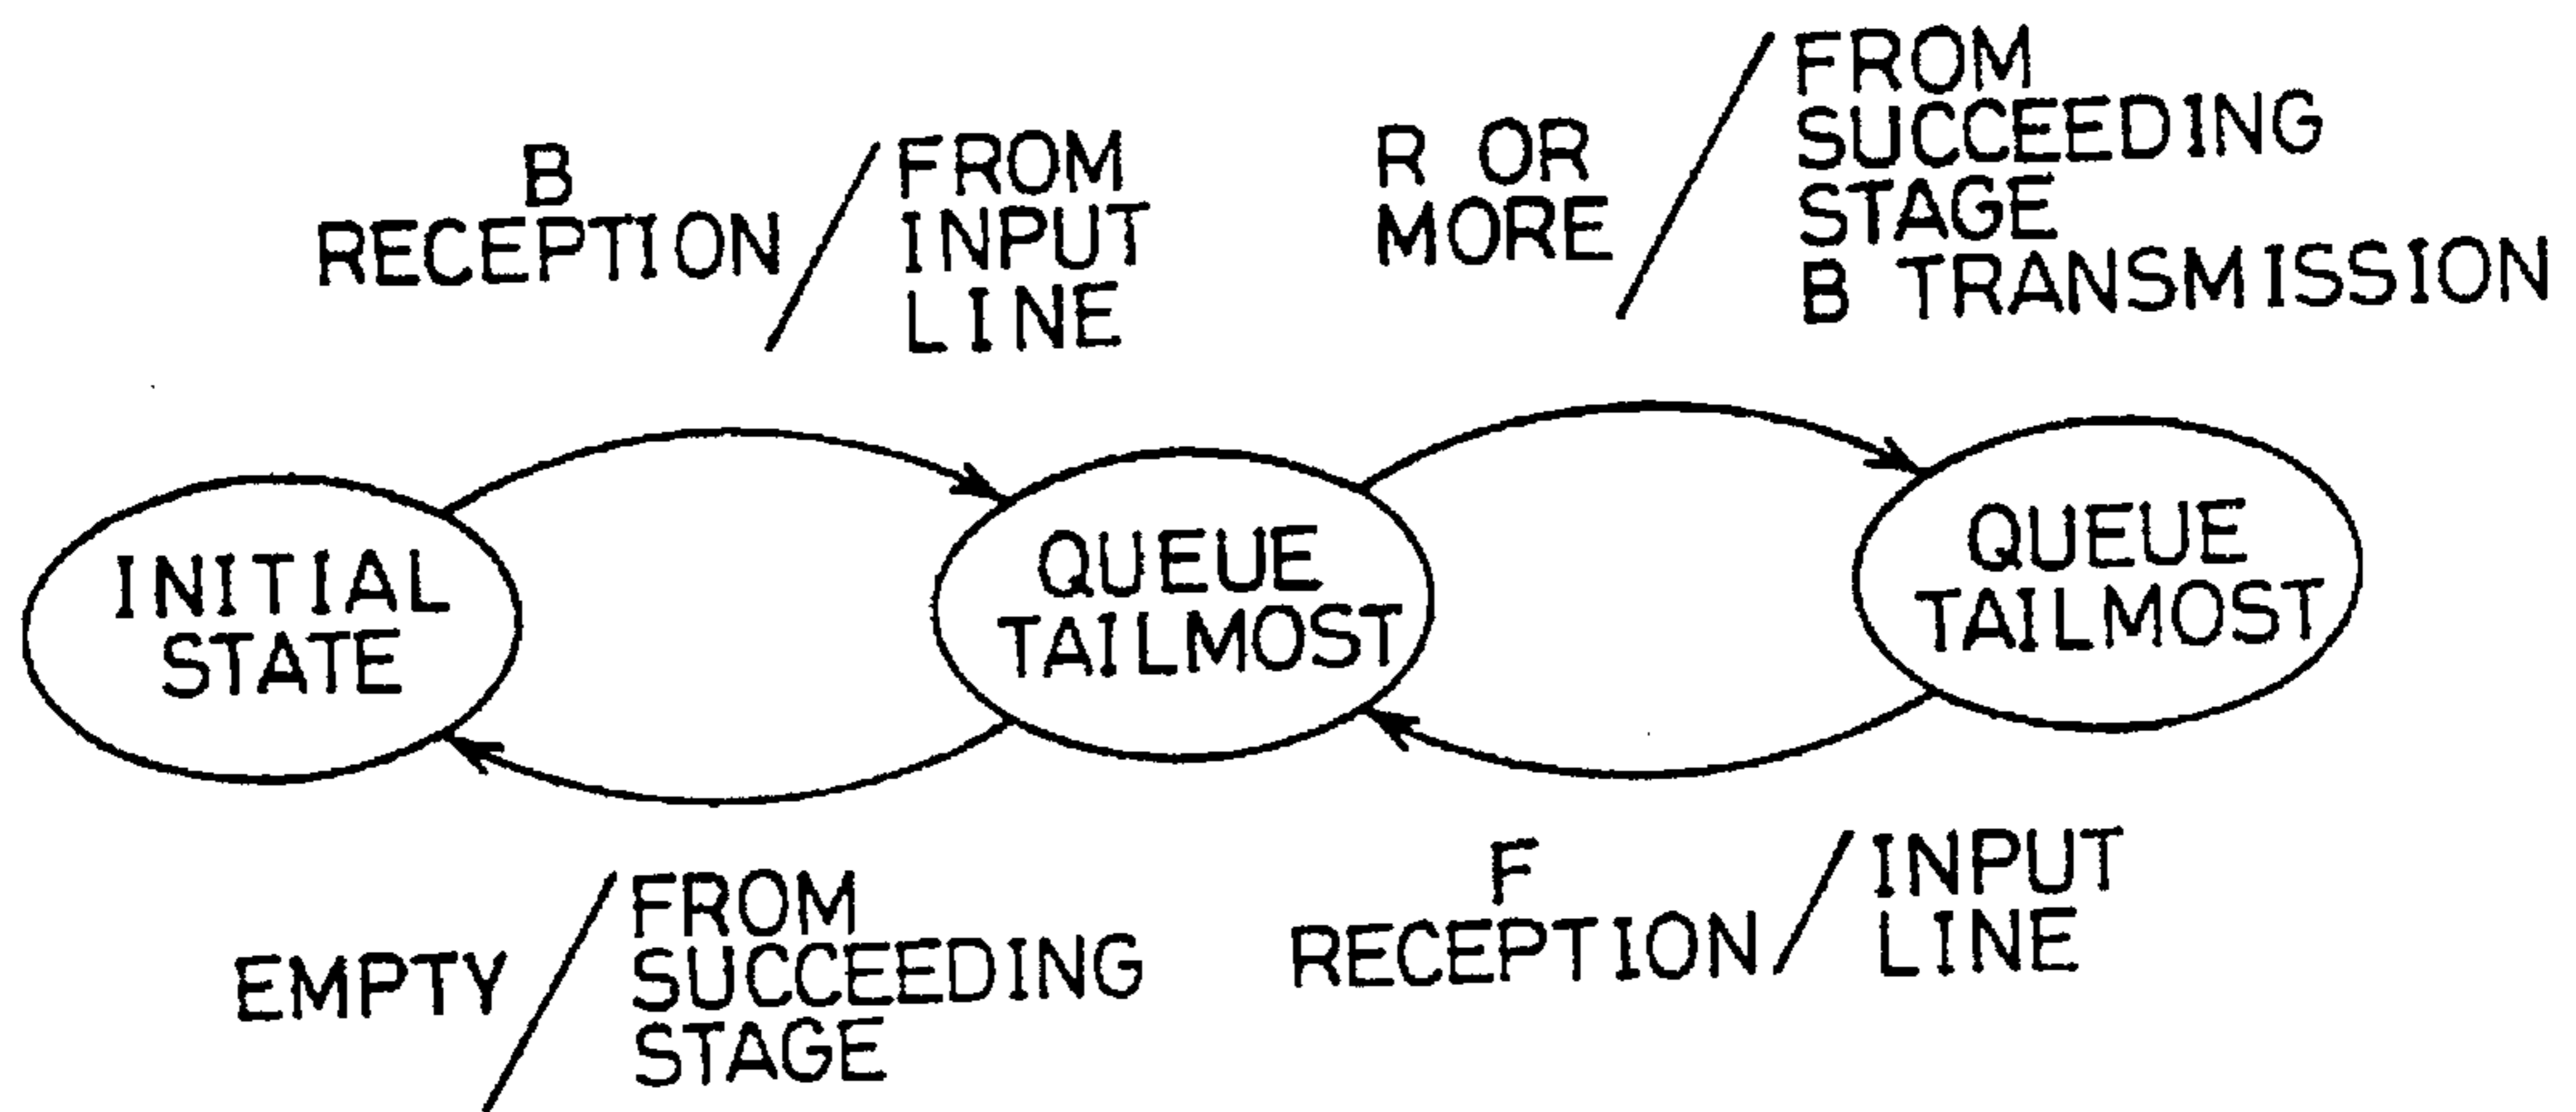 B
RECEPTION / FROM
INPUT
LINE
R OR
MORE / FROM
SUCCEEDING
STAGE
B TRANSMISSION
INITIAL
STATE
QUEUE
TAILMOST
QUEUE
TAILMOST
EMPTY / FROM
SUCCEEDING
STAGE
F
RECEPTION / INPUT
LINE